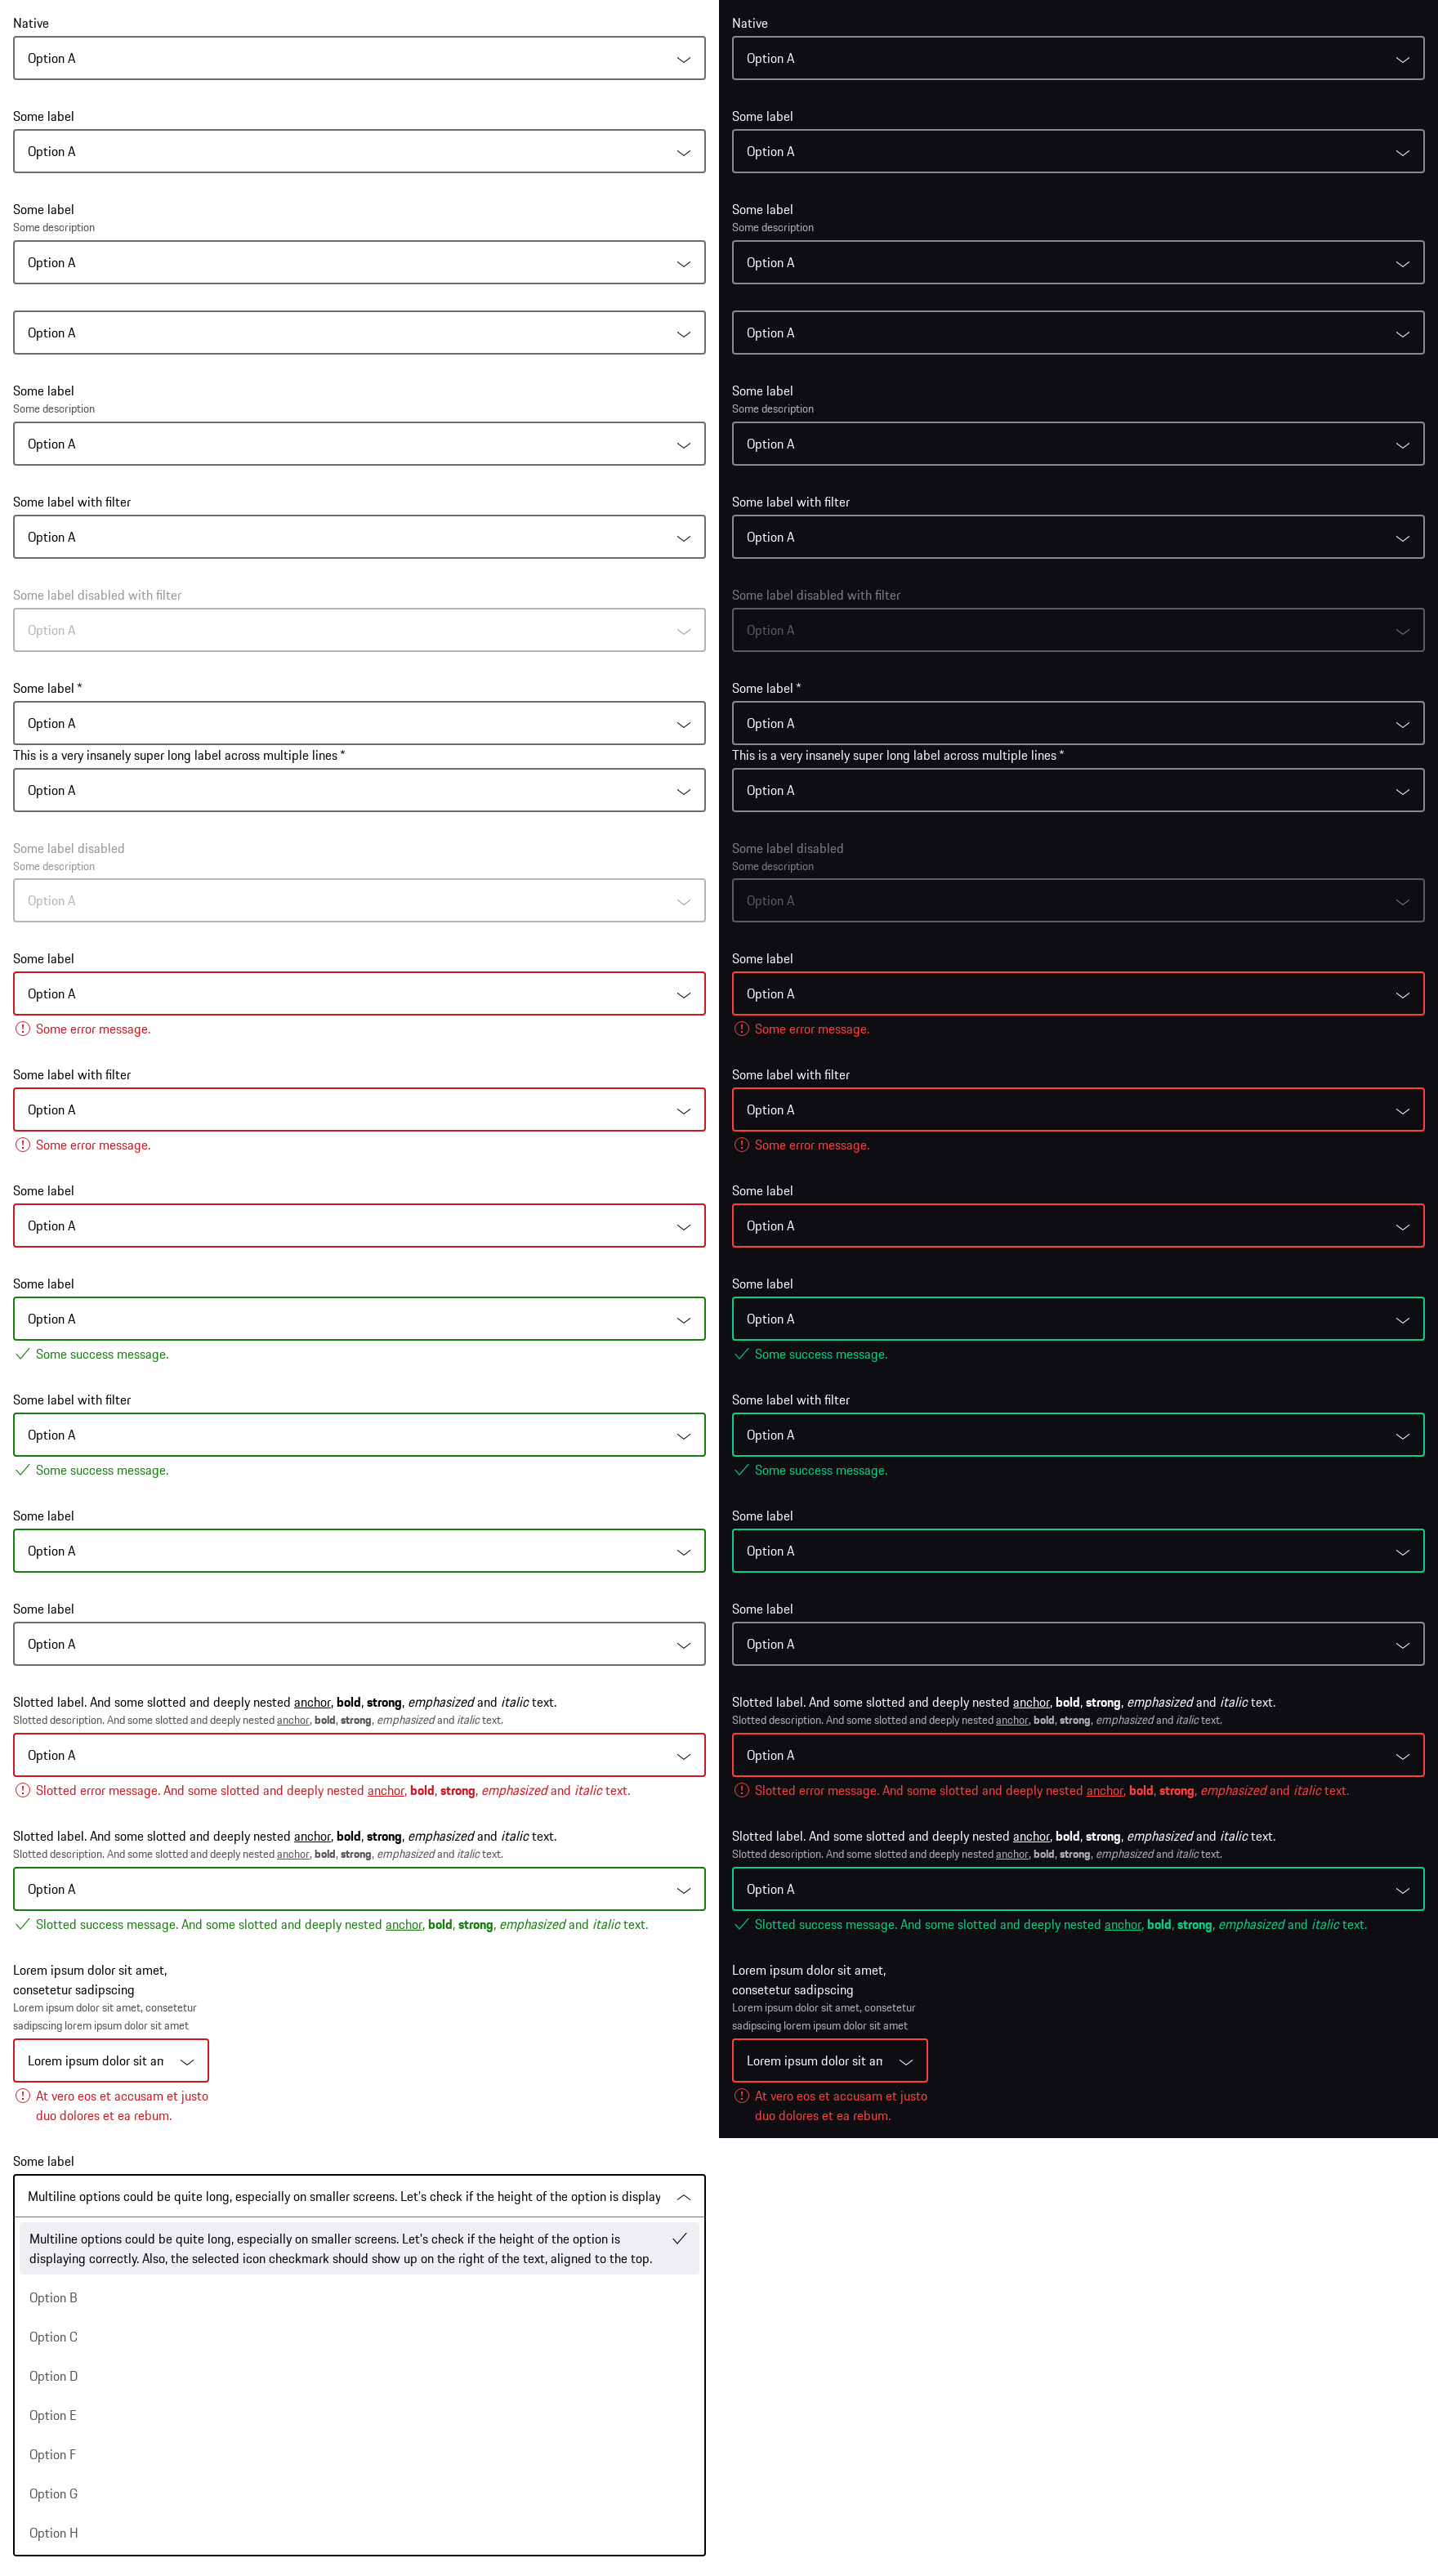 Native
Option A
Some label
Option A
Some label
Some description
Option A
Option A
Some label
Some description
Option A
Some label with filter
Option A
Some label disabled with filter
Option A
Some label *
Option A
This is a very insanely super long label across multiple lines *
Option A
Some label disabled
Some description
Option A
Some label
Option A
Some error message.
Some label with filter
Option A
Some error message.
Some label
Option A
Some label
Option A
Some success message.
Some label with filter
Option A
Some success message.
Some label
Option A
Some label
Option A
Slotted label. And some slotted and deeply nested anchor, bold, strong, emphasized and italic text.
Slotted description. And some slotted and deeply nested anchor, bold, strong, emphasized and italic text.
Option A
Slotted error message. And some slotted and deeply nested anchor, bold, strong, emphasized and italic text.
Slotted label. And some slotted and deeply nested anchor, bold, strong, emphasized and italic text.
Slotted description. And some slotted and deeply nested anchor, bold, strong, emphasized and italic text.
Option A
Slotted success message. And some slotted and deeply nested anchor, bold, strong, emphasized and italic text.
Lorem ipsum dolor sit amet,
consetetur sadipscing
Lorem ipsum dolor sit amet, consetetur
sadipscing lorem ipsum dolor sit amet
Lorem ipsum dolor sit am
At vero eos et accusam et justo
duo dolores et ea rebum.
Some label
Multiline options could be quite long, especially on smaller screens. Let's check if the height of the option is display
Multiline options could be quite long, especially on smaller screens. Let's check if the height of the option is
displaying correctly. Also, the selected icon checkmark should show up on the right of the text, aligned to the top.
Option B
Option C
Option D
Option E
Option F
Option G
Option H
Native
Option A
Some label
Option A
Some label
Some description
Option A
Option A
Some label
Some description
Option A
Some label with filter
Option A
Some label disabled with filter
Option A
Some label *
Option A
This is a very insanely super long label across multiple lines *
Option A
Some label disabled
Some description
Option A
Some label
Option A
Some error message.
Some label with filter
Option A
Some error message.
Some label
Option A
Some label
Option A
Some success message.
Some label with filter
Option A
Some success message.
Some label
Option A
Some label
Option A
Slotted label. And some slotted and deeply nested anchor, bold, strong, emphasized and italic text.
Slotted description. And some slotted and deeply nested anchor, bold, strong, emphasized and italic text.
Option A
Slotted error message. And some slotted and deeply nested anchor, bold, strong, emphasized and italic text.
Slotted label. And some slotted and deeply nested anchor, bold, strong, emphasized and italic text.
Slotted description. And some slotted and deeply nested anchor, bold, strong, emphasized and italic text.
Option A
Slotted success message. And some slotted and deeply nested anchor, bold, strong, emphasized and italic text.
Lorem ipsum dolor sit amet,
consetetur sadipscing
Lorem ipsum dolor sit amet, consetetur
sadipscing lorem ipsum dolor sit amet
Lorem ipsum dolor sit am
At vero eos et accusam et justo
duo dolores et ea rebum.